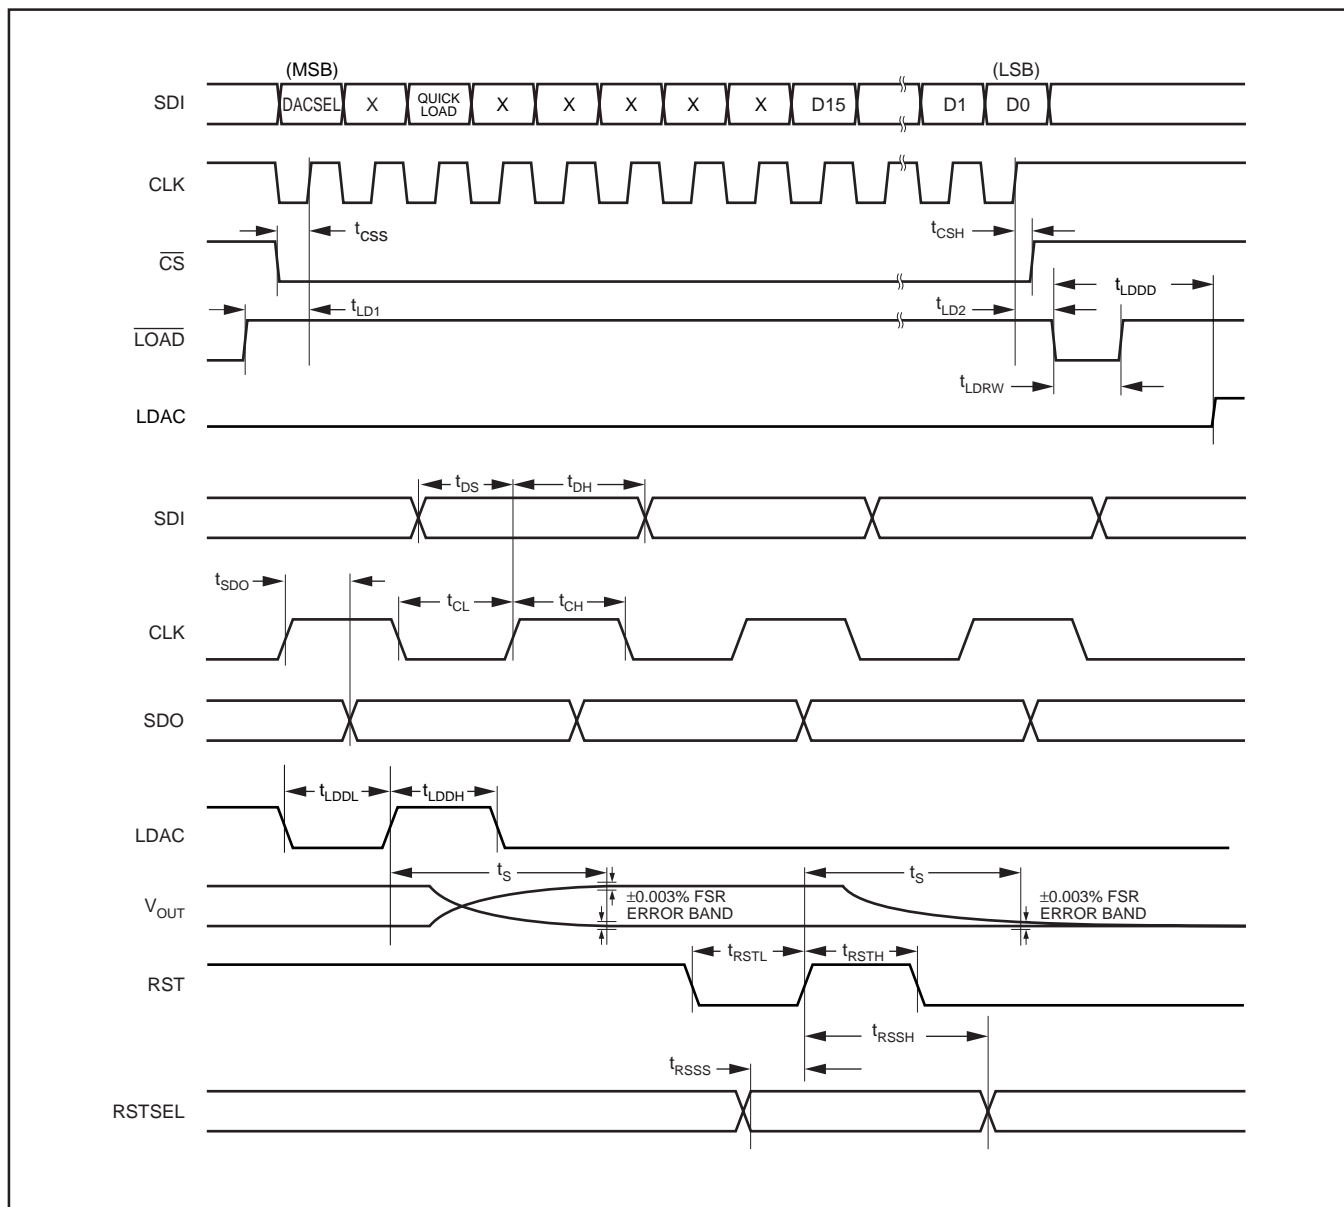 (MSB) (LSB)
SDI DACSEL X QUICK LOAD X X X X X D15 D1 D0
CLK
tCSS tCSH
CS
tLDDD
tLD1 tLD2
LOAD
tLDRW
LDAC
tDS tDH
SDI
tSDO
tCL tCH
CLK
SDO
tLDDL tLDDH
LDAC
tS tS
±0.003% FSR ±0.003% FSR
VOUT ERROR BAND ERROR BAND
tRSTL tRSTH
RST
tRSSH
tRSSS
RSTSEL